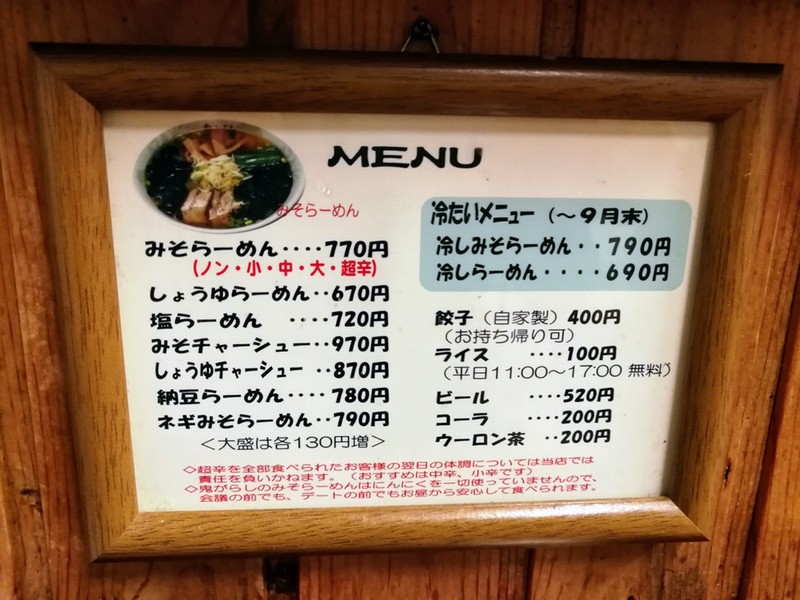 MENU
みそらーめん
みそらーめん‥‥770円
(ノン・小・中・大・超辛)
しょうゆらーめん‥670円
塩らーめん ‥‥720円
みそチャーシュー‥970円
しょうゆチャーシュー ‥870円
納豆らーめん‥‥ 780円
ネギみそらーめん‥790円
＜大盛は各130円増＞
冷たいメニュー（～９月末）
冷しみそらーめん・・790円
冷しらーめん・・・・690円
餃子（自家製）400円
（お持ち帰り可）
ライス ‥‥100円
（平日11:00～17:00 無料）
ビール ‥‥520円
コーラ ‥‥200円
ウーロン茶 ‥200円
◇超辛を全部食べられたお客様の翌日の体調については当店では
責任を負いかねます。（おすすめは中辛、小辛です）
◇鬼がらしのみそらーめんはにんにくを一切使っていませんので、
会議の前でも、デートの前でもお昼から安心して食べられます。